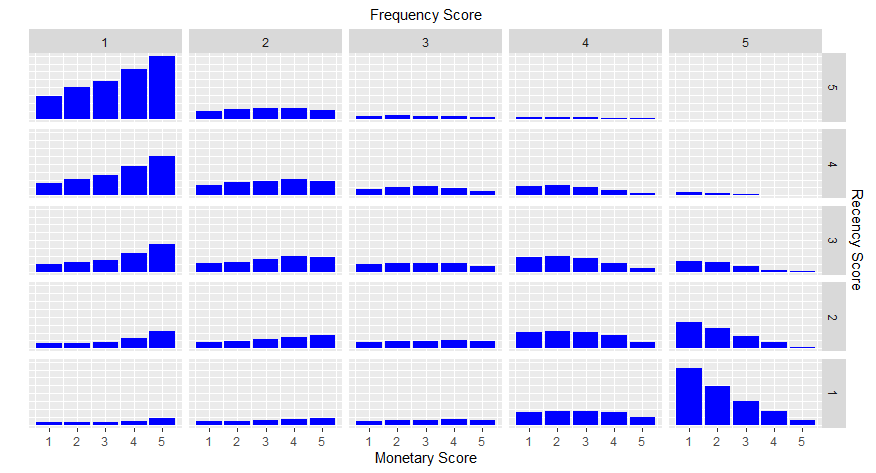 Frequency Score
1 2 3 4 5
5
4
3
2
1
Recency Score
1 2 3 4 5 1 2 3 4 5 1 2 3 4 5 1 2 3 4 5 1 2 3 4 5
Monetary Score